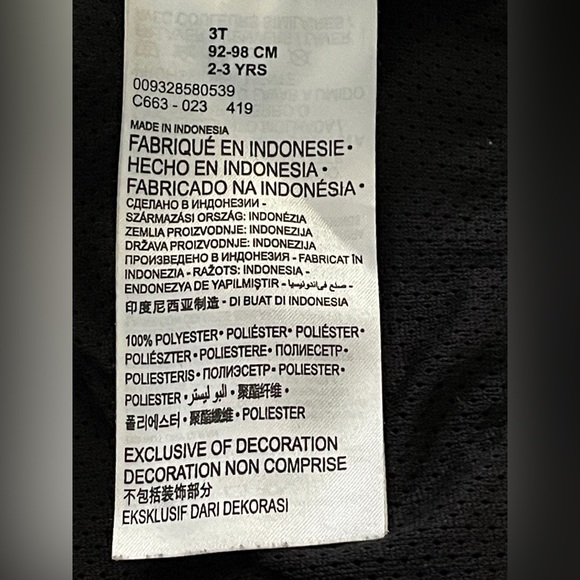 3T
92-98 CM
2-3 YRS
009328580539
C663 - 023 419
MADE IN INDONESIA
FABRIQUÉ EN INDONESIE•
HECHO EN INDONESIA •
FABRICADO NA INDONÉSIA •
СДЕЛАНО В ИНДОНЕЗИИ -
SZÁRMAZÁSI ORSZÁG: INDONÉZIA
ZEMLIA PROIZVODNJE: INDONEZIJA
DRŽAVA PROIZVODNJE: INDONEZIJA
ПРОИЗВЕДЕНО В ИНДОНЕЗИЯ - FABRICAT ÎN
INDONEZIA - RAŽOTS: INDONESIA -
ENDONEZYA DE YAPILMIŞTIR - صنع في اندونيسيا -
印度尼西亚制造 - DI BUAT DI INDONESIA
100% POLYESTER• POLIÉSTER• POLIÉSTER•
POLIÉSZTER • POLIESTERE • ПОЛИЕСЕТР•
POLIESTERIS • ПОЛИЭСЕТР• POLIESTER•
POLIESTER • البوليستر • 聚酯纤维 •
폴리에스터 • 聚酯纖維 • POLIESTER
EXCLUSIVE OF DECORATION
DECORATION NON COMPRISE
不包括装饰部分
EKSKLUSIF DARI DEKORASI